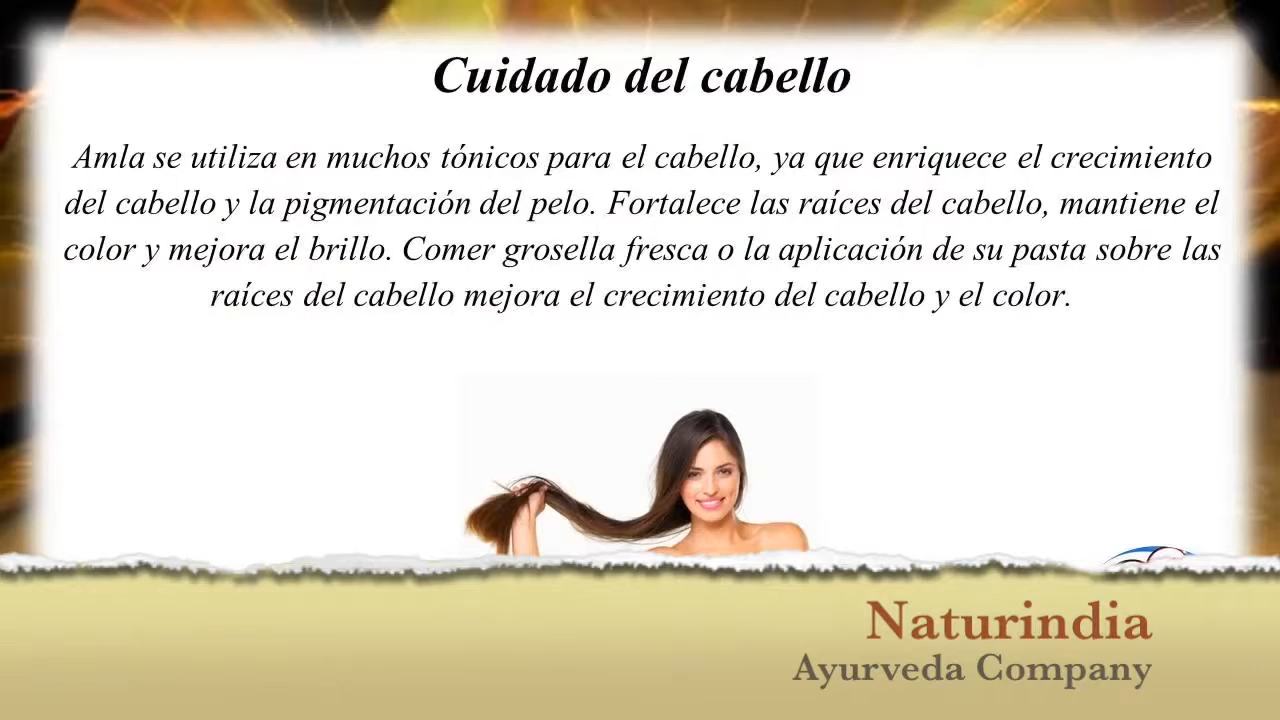 Cuidado del cabello
Amla se utiliza en muchos tónicos para el cabello, ya que enriquece el crecimiento
del cabello y la pigmentación del pelo. Fortalece las raíces del cabello, mantiene el
color y mejora el brillo. Comer grosella fresca o la aplicación de su pasta sobre las
raíces del cabello mejora el crecimiento del cabello y el color.
Naturindia
Ayurveda Company